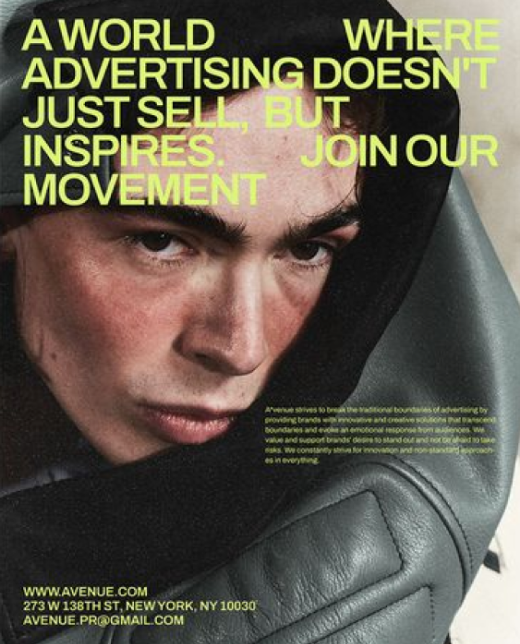 A WORLD WHERE
ADVERTISING DOESN'T
JUST SELL, BUT
INSPIRES. JOIN OUR
MOVEMENT
A*venue strives to break the traditional boundaries of advertising by
providing brands with innovative and creative solutions that transcend
boundaries and evoke an emotional response from audiences. We
value and support brands' desire to stand out and not be afraid to take
risks. We constantly strive for innovation and non-standard approach-
es in everything.
WWW.AVENUE.COM
273 W 138TH ST, NEW YORK, NY 10030
AVENUE.PR@GMAIL.COM